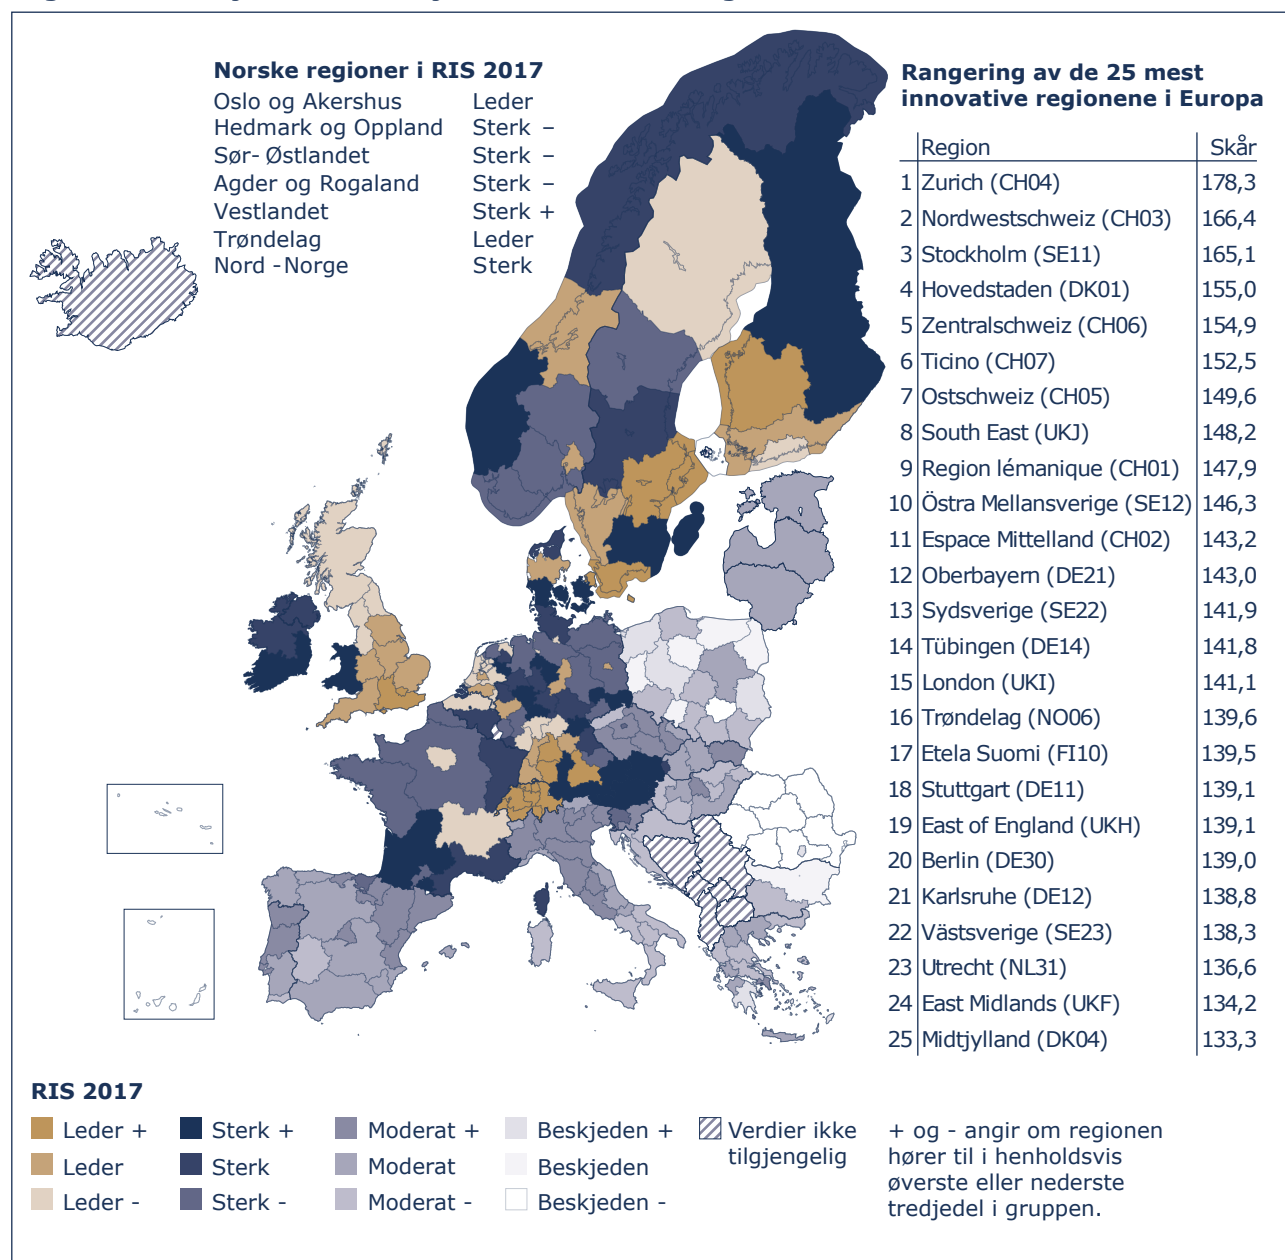 Norske regioner i RIS 2017
Oslo og Akershus Leder
Hedmark og Oppland Sterk –
Sør- Østlandet Sterk –
Agder og Rogaland Sterk –
Vestlandet Sterk +
Trøndelag Leder
Nord -Norge Sterk
Rangering av de 25 mest
innovative regionene i Europa
Region Skår
1 Zurich (CH04) 178,3
2 Nordwestschweiz (CH03) 166,4
3 Stockholm (SE11) 165,1
4 Hovedstaden (DK01) 155,0
5 Zentralschweiz (CH06) 154,9
6 Ticino (CH07) 152,5
7 Ostschweiz (CH05) 149,6
8 South East (UKJ) 148,2
9 Region lémanique (CH01) 147,9
10 Östra Mellansverige (SE12) 146,3
11 Espace Mittelland (CH02) 143,2
12 Oberbayern (DE21) 143,0
13 Sydsverige (SE22) 141,9
14 Tübingen (DE14) 141,8
15 London (UKI) 141,1
16 Trøndelag (NO06) 139,6
17 Etela Suomi (FI10) 139,5
18 Stuttgart (DE11) 139,1
19 East of England (UKH) 139,1
20 Berlin (DE30) 139,0
21 Karlsruhe (DE12) 138,8
22 Västsverige (SE23) 138,3
23 Utrecht (NL31) 136,6
24 East Midlands (UKF) 134,2
25 Midtjylland (DK04) 133,3
RIS 2017
Leder + Sterk + Moderat + Beskjeden + Verdier ikke
tilgjengelig
Leder Sterk Moderat Beskjeden
Leder - Sterk - Moderat - Beskjeden -
+ og - angir om regionen
hører til i henholdsvis
øverste eller nederste
tredjedel i gruppen.